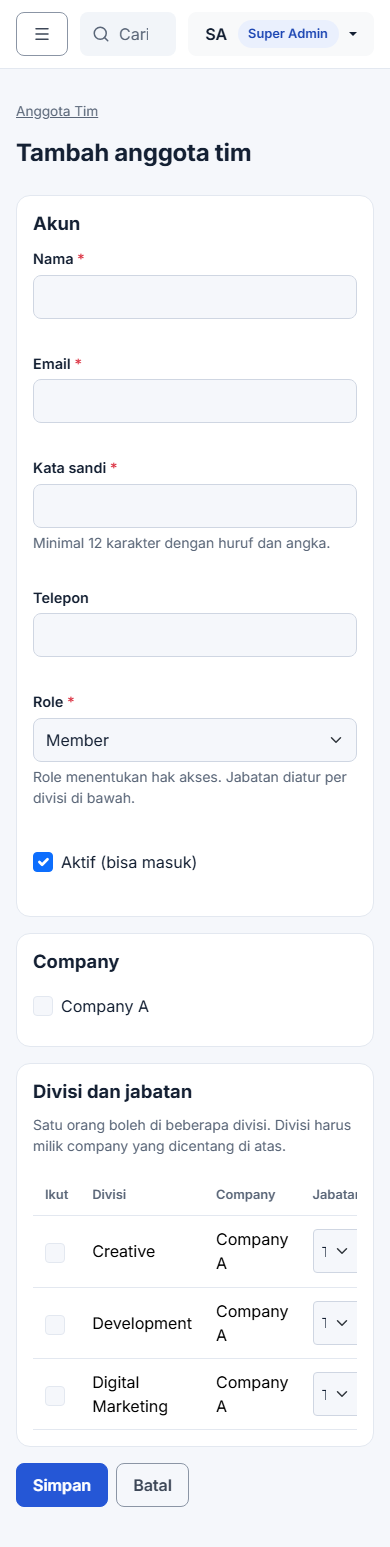 Cari
SA Super Admin
Anggota Tim
Tambah anggota tim
Akun
Nama *
Email *
Kata sandi *
Minimal 12 karakter dengan huruf dan angka.
Telepon
Role *
Member
Role menentukan hak akses. Jabatan diatur per
divisi di bawah.
Aktif (bisa masuk)
Company
Company A
Divisi dan jabatan
Satu orang boleh di beberapa divisi. Divisi harus
milik company yang dicentang di atas.
Ikut Divisi Company Jabatan
Creative Company
A
Development Company
A
Digital
Marketing Company
A
Simpan Batal